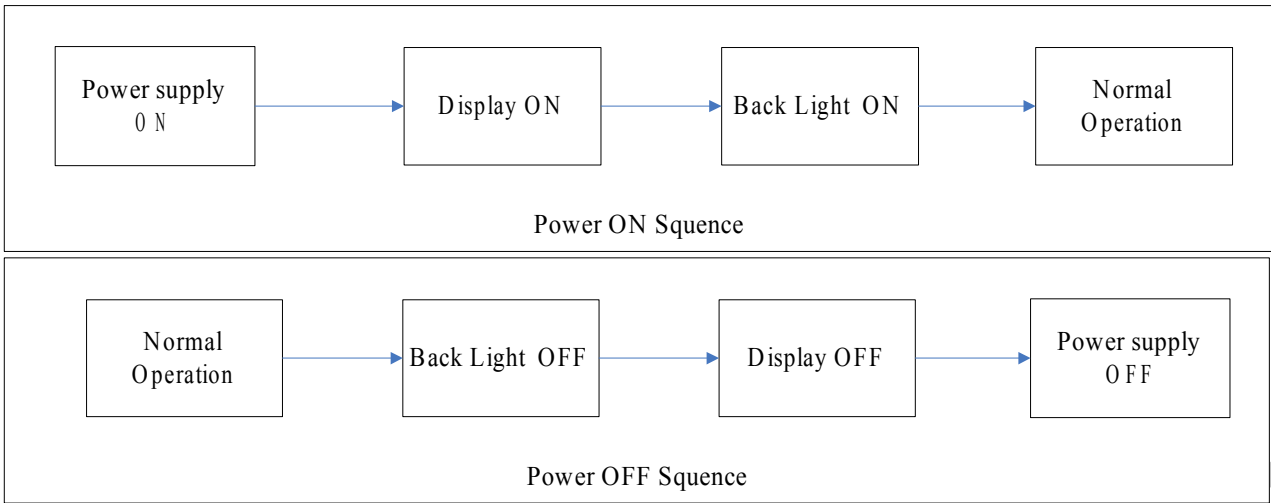 Power supply
ON
Display ON
Back Light ON
Normal
Operation
Power ON Squence
Normal
Operation
Back Light OFF
Display OFF
Power supply
OFF
Power OFF Squence